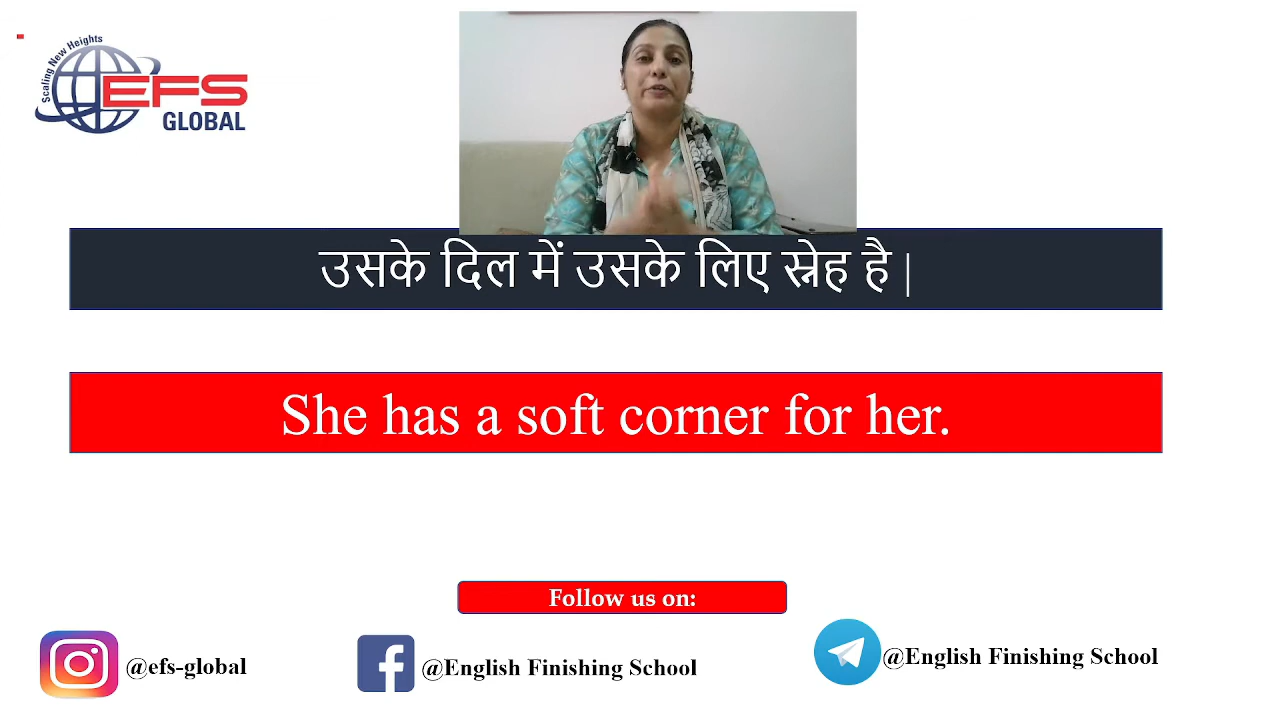 Scaling New Heights
EFS
GLOBAL
उसके दिल में उसके लिए स्नेह है |
She has a soft corner for her.
Follow us on:
@efs-global
@English Finishing School
@English Finishing School